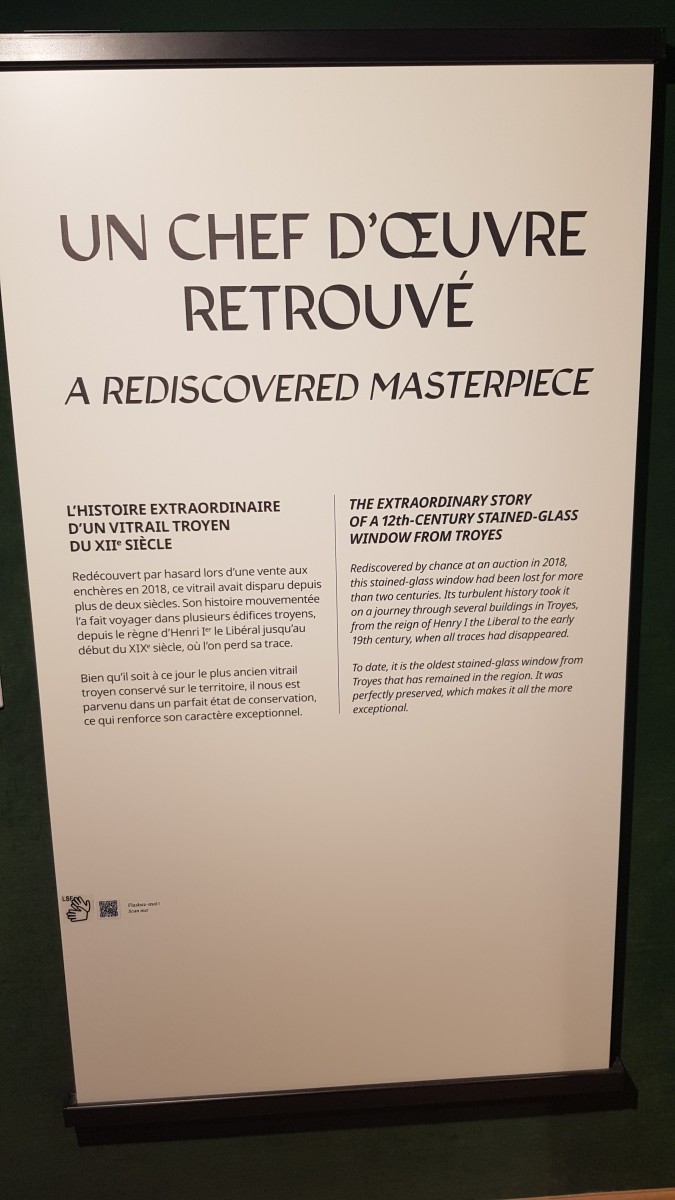 UN CHEF D'ŒUVRE
RETROUVÉ
A REDISCOVERED MASTERPIECE
L'HISTOIRE EXTRAORDINAIRE
D'UN VITRAIL TROYEN
DU XIIe SIÈCLE
Redécouvert par hasard lors d'une vente aux
enchères en 2018, ce vitrail avait disparu depuis
plus de deux siècles. Son histoire mouvementée
l'a fait voyager dans plusieurs édifices troyens,
depuis le règne d'Henri Ier le Libéral jusqu'au
début du XIXe siècle, où l'on perd sa trace.
Bien qu'il soit à ce jour le plus ancien vitrail
troyen conservé sur le territoire, il nous est
parvenu dans un parfait état de conservation,
ce qui renforce son caractère exceptionnel.
THE EXTRAORDINARY STORY
OF A 12th-CENTURY STAINED-GLASS
WINDOW FROM TROYES
Rediscovered by chance at an auction in 2018,
this stained-glass window had been lost for more
than two centuries. Its turbulent history took it
on a journey through several buildings in Troyes,
from the reign of Henry I the Liberal to the early
19th century, when all traces had disappeared.
To date, it is the oldest stained-glass window from
Troyes that has remained in the region. It was
perfectly preserved, which makes it all the more
exceptional.
LSF
Flashez-moi !
Scan me!